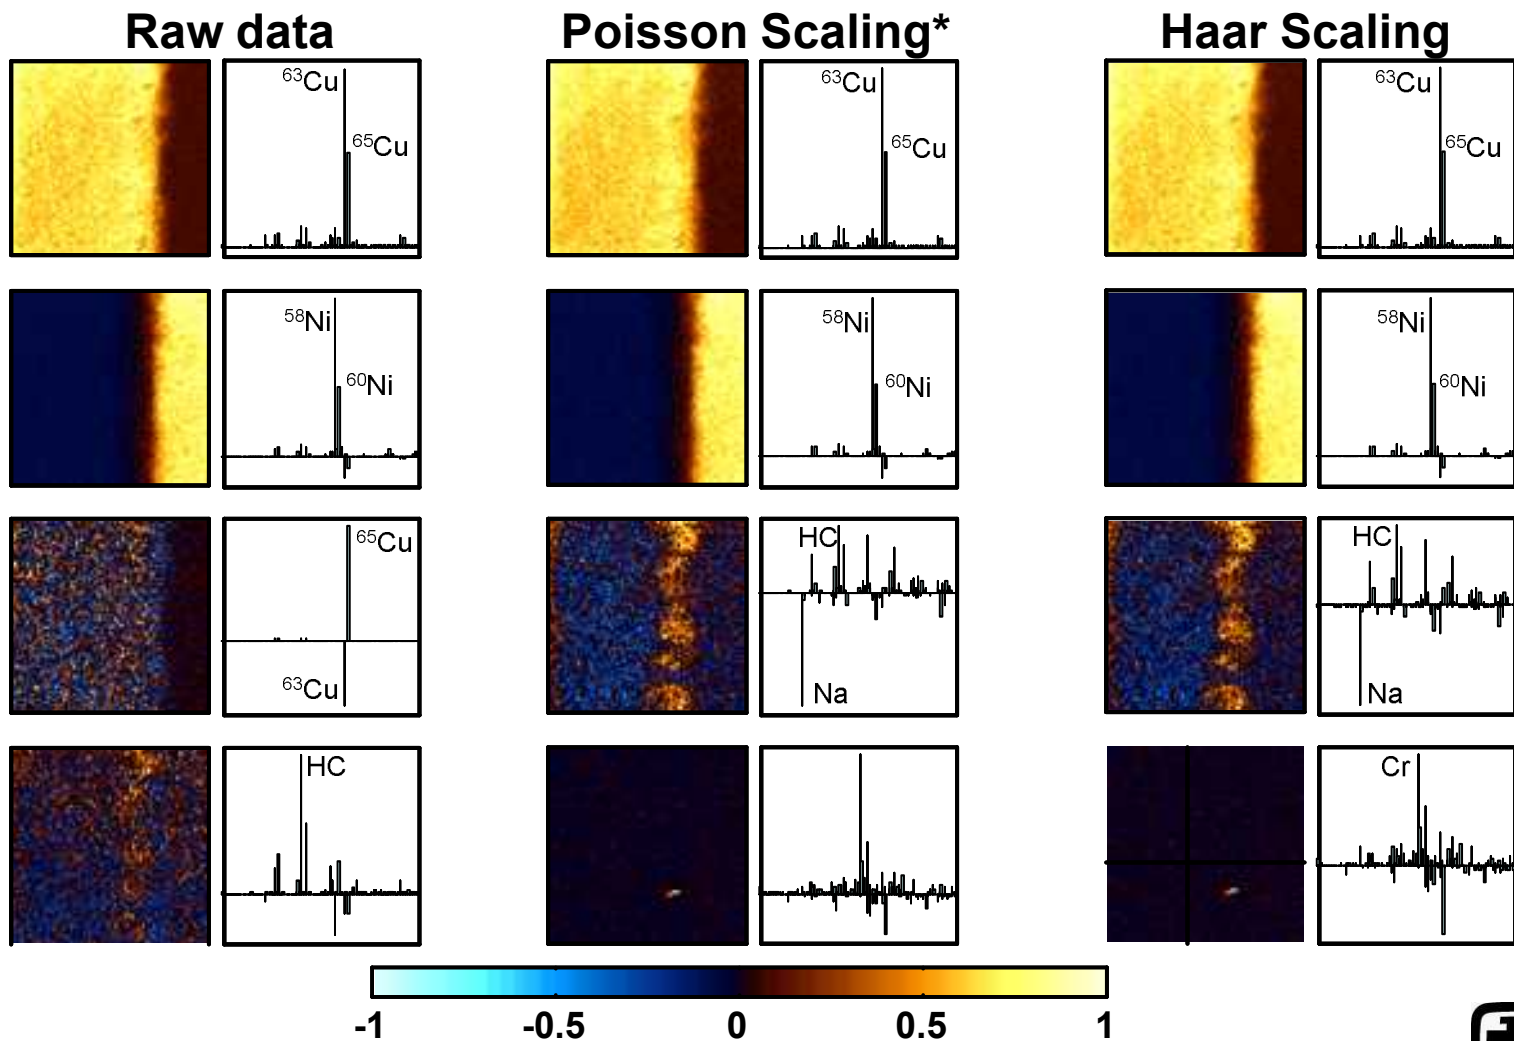 Raw data
Poisson Scaling*
Haar Scaling
63Cu
65Cu
63Cu
65Cu
63Cu
65Cu
58Ni
60Ni
58Ni
60Ni
58Ni
60Ni
65Cu
63Cu
HC
Na
HC
Na
HC
Cr
-1
-0.5
0
0.5
1